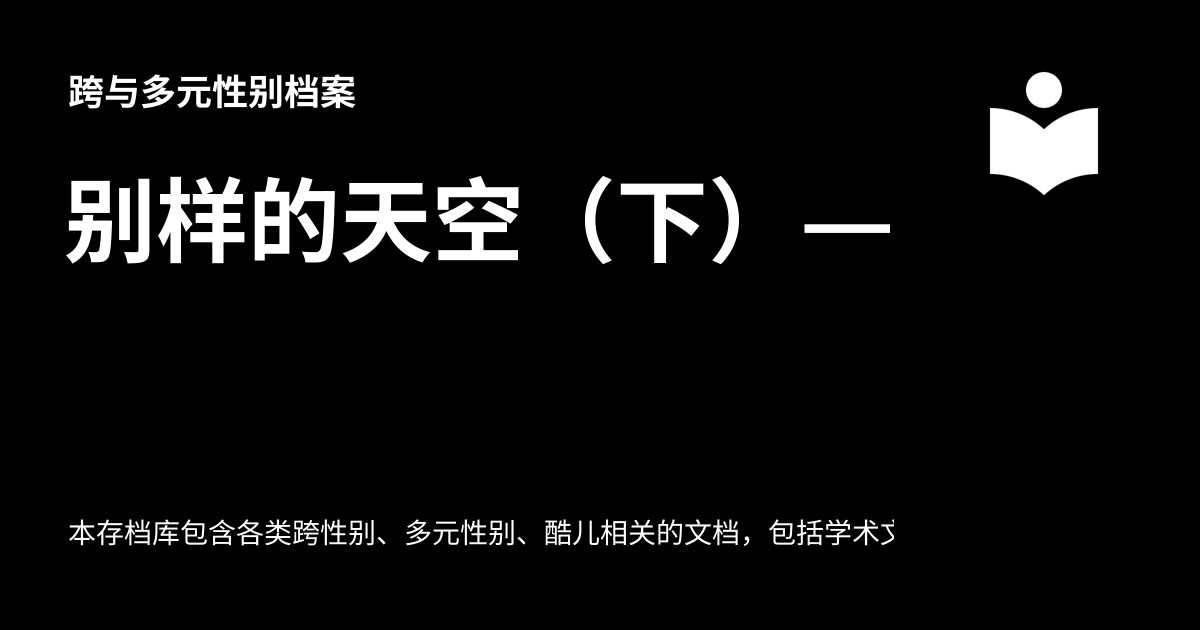 跨与多元性别档案
别样的天空（下）—
本存档库包含各类跨性别、多元性别、酷儿相关的文档，包括学术